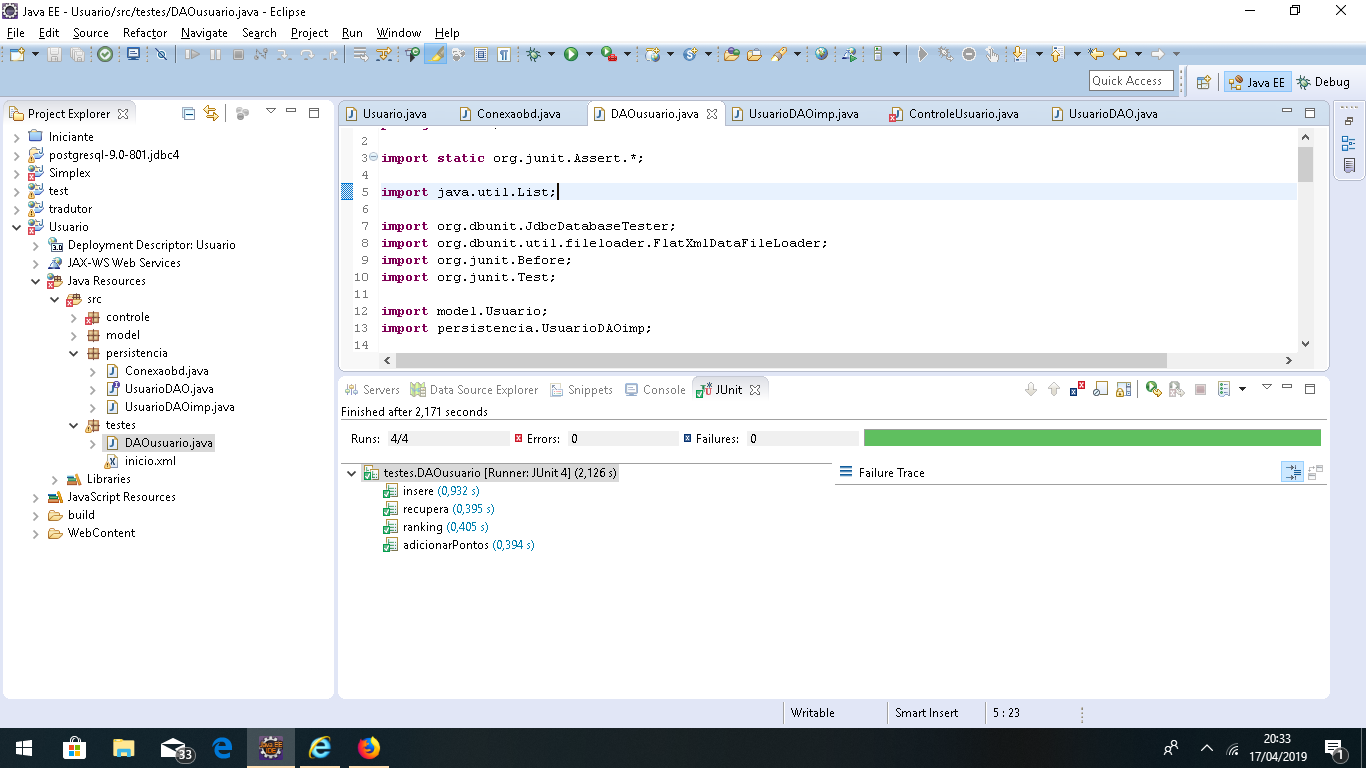 Java EE - Usuario/src/testes/DAOusuario.java - Eclipse
File Edit Source Refactor Navigate Search Project Run Window Help
Quick Access
Java EE
Debug
Project Explorer
Iniciante
postgresql-9.0-801.jdbc4
Simplex
test
tradutor
Usuario
Deployment Descriptor: Usuario
JAX-WS Web Services
Java Resources
src
controle
model
persistencia
Conexaobd.java
UsuarioDAO.java
UsuarioDAOimp.java
testes
DAOusuario.java
inicio.xml
Libraries
JavaScript Resources
build
WebContent
Usuario.java Conexaobd.java DAOusuario.java UsuarioDAOimp.java ControleUsuario.java UsuarioDAO.java
2
3 import static org.junit.Assert.*;
4
5 import java.util.List;
6
7 import org.dbunit.JdbcDatabaseTester;
8 import org.dbunit.util.fileloader.FlatXmlDataFileLoader;
9 import org.junit.Before;
10 import org.junit.Test;
11
12 import model.Usuario;
13 import persistencia.UsuarioDAOimp;
14
Servers Data Source Explorer Snippets Console JUnit
Finished after 2,171 seconds
Runs: 4/4 Errors: 0 Failures: 0
testes.DAOusuario [Runner: JUnit 4] (2,126 s)
insere (0,932 s)
recupera (0,395 s)
ranking (0,405 s)
adicionarPontos (0,394 s)
Failure Trace
Writable Smart Insert 5 : 23
33
JAVA EE
IDE
20:33
17/04/2019
1